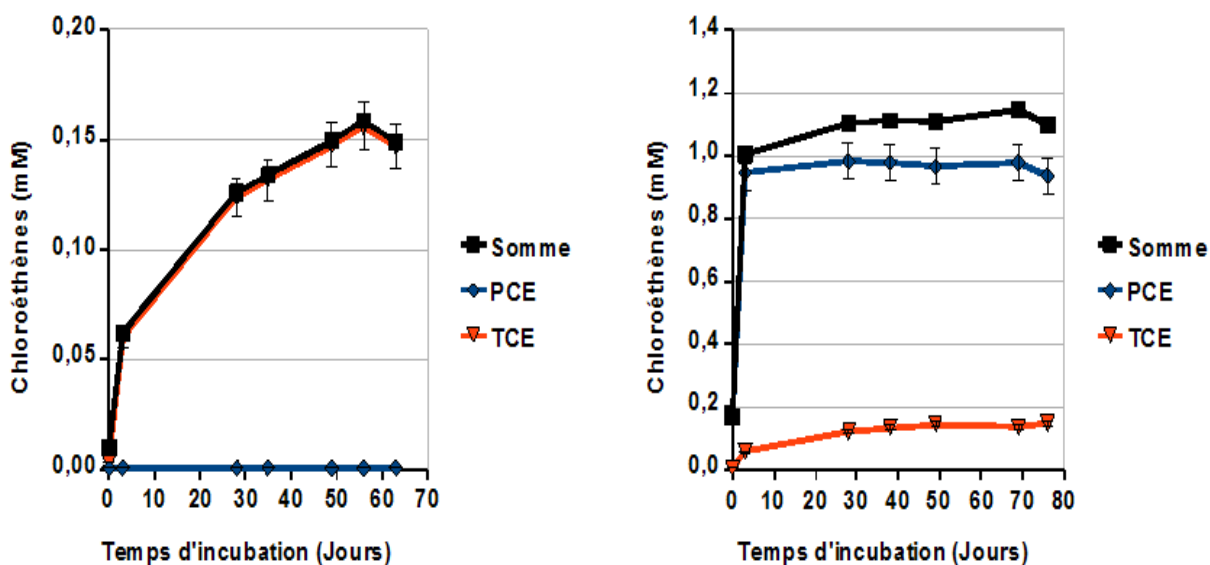 Chloroéthènes (mM)
0,20
0,15
0,10
0,05
0,00
0 10 20 30 40 50 60 70
Temps d'incubation (Jours)
Somme
PCE
TCE
Chloroéthènes (mM)
1,4
1,2
1,0
0,8
0,6
0,4
0,2
0,0
0 10 20 30 40 50 60 70 80
Temps d'incubation (Jours)
Somme
PCE
TCE